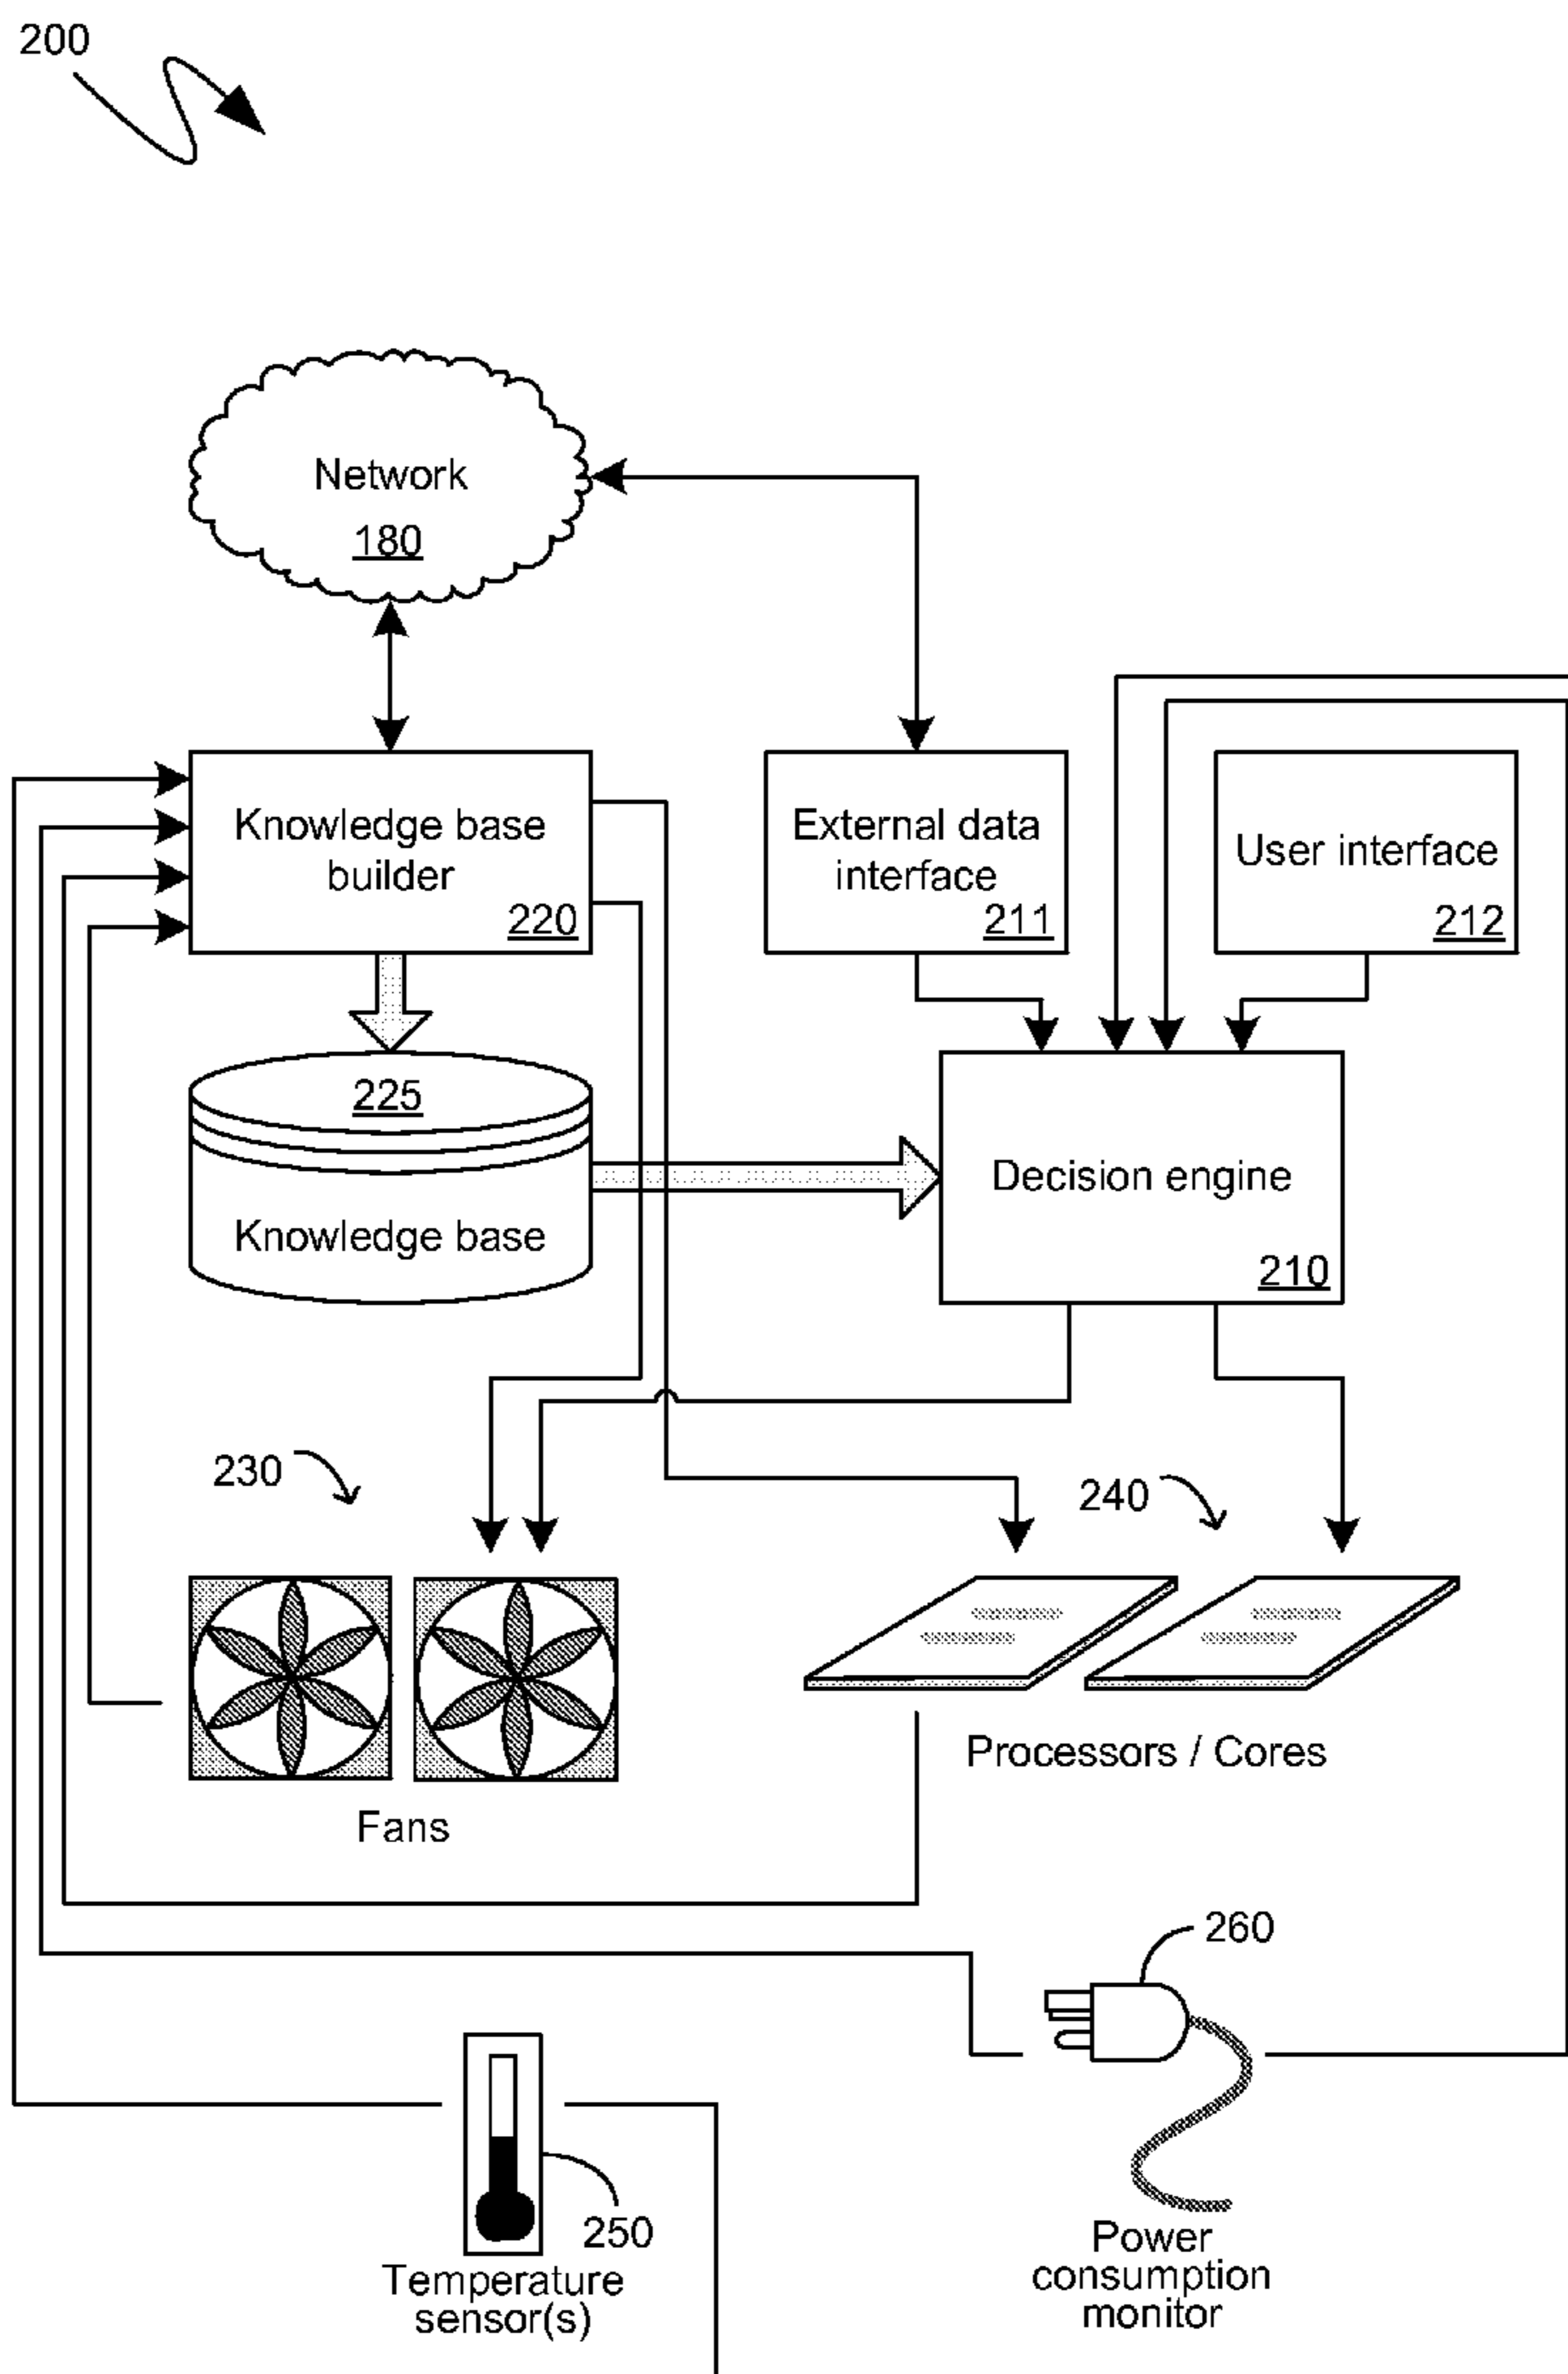 200
Network
180
Knowledge base
builder
220
External data
interface
211
User interface
212
225
Knowledge base
Decision engine
210
230
240
Fans
Processors / Cores
260
250
Temperature
sensor(s)
Power
consumption
monitor